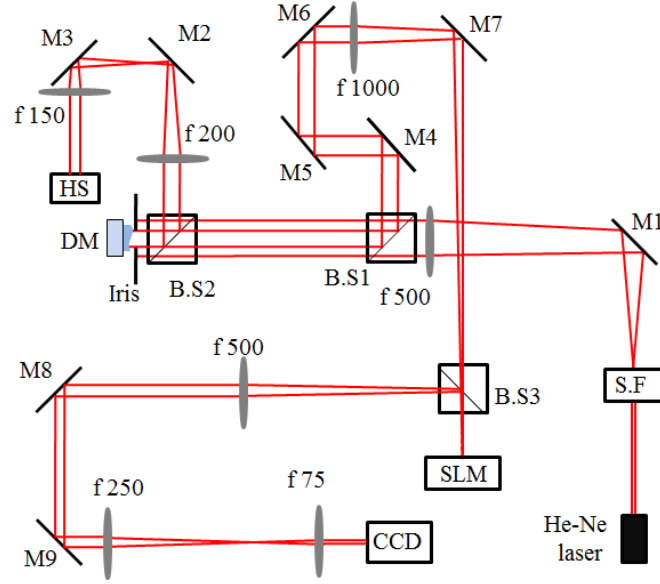 M6
M7
M3
M2
f 1000
f 150
f 200
M4
HS
M5
M1
DM
B.S1
B.S2
Iris
f 500
f 500
M8
S.F
B.S3
SLM
f 250
f 75
He-Ne
laser
CCD
M9